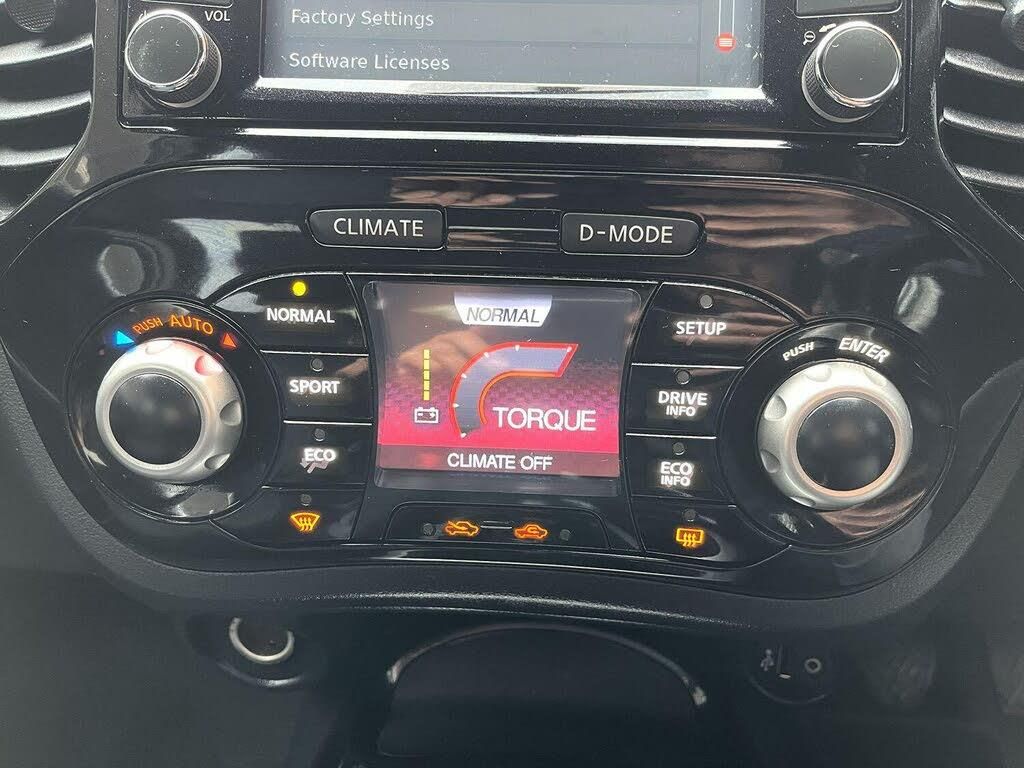 VOL
Factory Settings
Software Licenses
CLIMATE
D-MODE
PUSH AUTO
NORMAL
SPORT
ECO
NORMAL
TORQUE
CLIMATE OFF
SETUP
DRIVE
INFO
ECO
INFO
PUSH ENTER